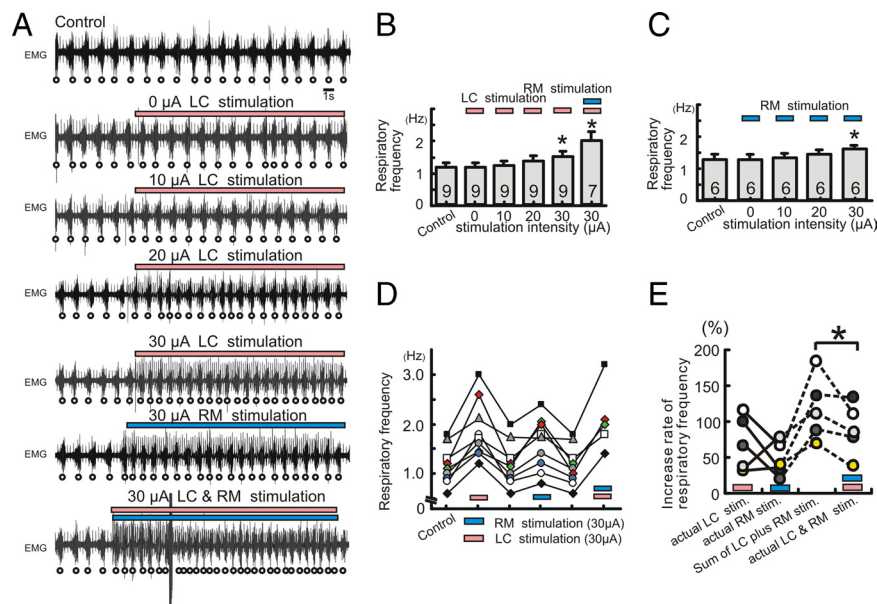 A
Control
EMG
1s
0 µA LC stimulation
EMG
10 µA LC stimulation
EMG
20 µA LC stimulation
EMG
30 µA LC stimulation
EMG
30 µA RM stimulation
EMG
30 µA LC & RM stimulation
EMG
B
RM stimulation
LC stimulation
(Hz)
Respiratory
frequency
2
1
0
* *
9 9 9 9 9 7
Control 0 10 20 30 30
stimulation intensity (µA)
C
RM stimulation
(Hz)
Respiratory
frequency
2
1
0
*
6 6 6 6 6
Control 0 10 20 30
stimulation intensity (µA)
D
(Hz)
Respiratory frequency
3.0
2.0
1.0
0
Control
RM stimulation (30µA)
LC stimulation (30µA)
E
(%)
Increase rate of
respiratory frequency
200
150
100
50
0
*
actual LC stim.
actual RM stim.
Sum of LC plus RM stim.
actual LC & RM stim.